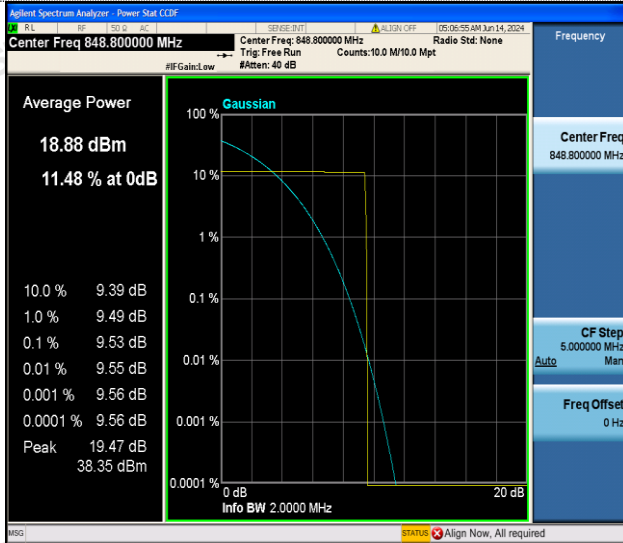 Agilent Spectrum Analyzer - Power Stat CCDF
RL RF 50 Ω AC SENSE:INT ALIGN OFF 05:06:55 AM Jun 14, 2024
Center Freq 848.800000 MHz
Center Freq: 848.800000 MHz Radio Std: None
Trig: Free Run Counts:10.0 M/10.0 Mpt
#IFGain:Low #Atten: 40 dB
Frequency
Average Power
18.88 dBm
11.48 % at 0dB
10.0 % 9.39 dB
1.0 % 9.49 dB
0.1 % 9.53 dB
0.01 % 9.55 dB
0.001 % 9.56 dB
0.0001 % 9.56 dB
Peak 19.47 dB
38.35 dBm
Gaussian
100 %
10 %
1 %
0.1 %
0.01 %
0.001 %
0.0001 %
0 dB 20 dB
Info BW 2.0000 MHz
Center Freq
848.800000 MHz
CF Step
5.000000 MHz
Auto Man
Freq Offset
0 Hz
MSG STATUS Align Now, All required